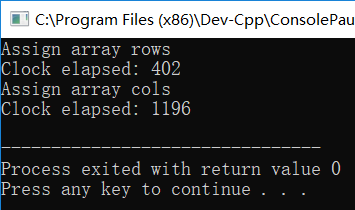 C:\Program Files (x86)\Dev-Cpp\ConsolePau
Assign array rows
Clock elapsed: 402
Assign array cols
Clock elapsed: 1196
--------------------------------
Process exited with return value 0
Press any key to continue . . .